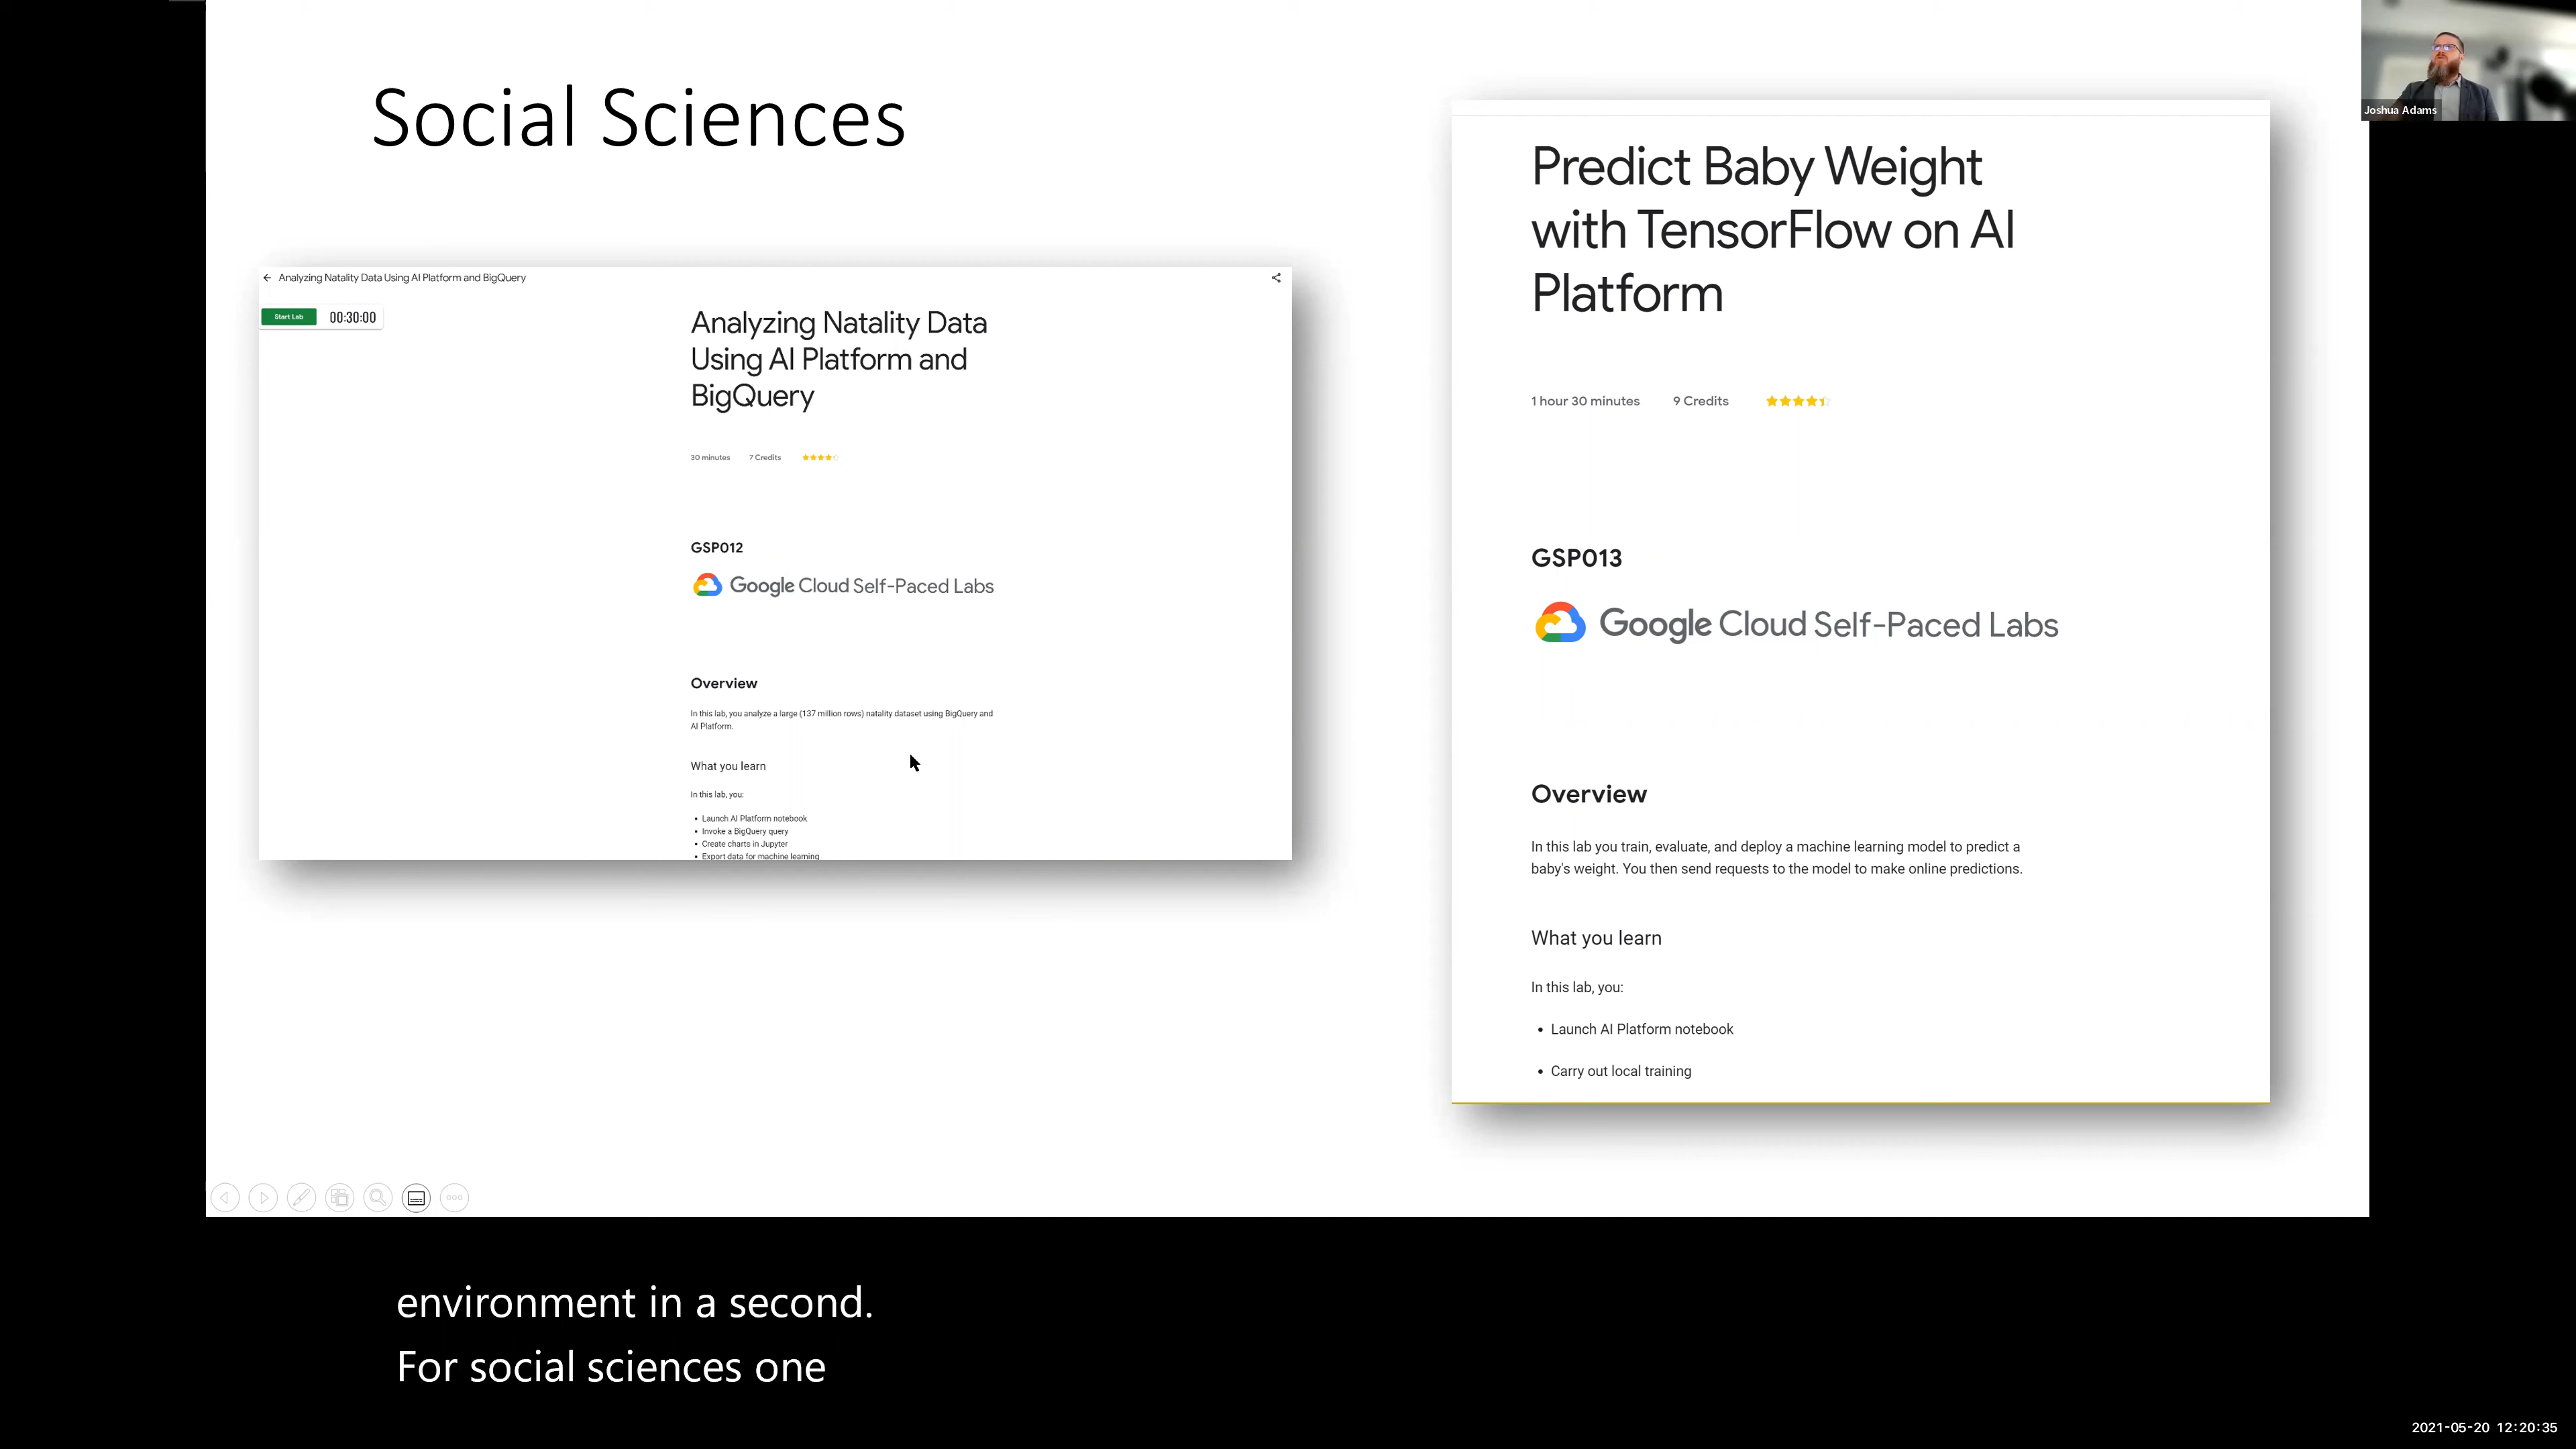 Social Sciences
Analyzing Natality Data Using AI Platform and BigQuery
Start Lab 00:30:00
Analyzing Natality Data
Using AI Platform and
BigQuery
30 minutes 7 Credits
GSP012
Google Cloud Self-Paced Labs
Overview
In this lab, you analyze a large (137 million rows) natality dataset using BigQuery and
AI Platform.
What you learn
In this lab, you:
• Launch AI Platform notebook
• Invoke a BigQuery query
• Create charts in Jupyter
• Export data for machine learning
Predict Baby Weight
with TensorFlow on AI
Platform
1 hour 30 minutes 9 Credits
GSP013
Google Cloud Self-Paced Labs
Overview
In this lab you train, evaluate, and deploy a machine learning model to predict a
baby's weight. You then send requests to the model to make online predictions.
What you learn
In this lab, you:
• Launch AI Platform notebook
• Carry out local training
Joshua Adams
environment in a second.
For social sciences one
2021-05-20 12:20:35